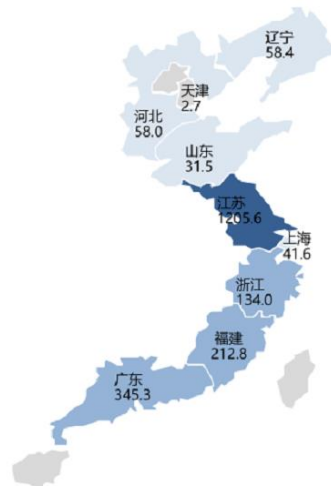 辽宁
58.4
天津
2.7
河北
58.0
山东
31.5
江苏
1205.6
上海
41.6
浙江
134.0
福建
212.8
广东
345.3